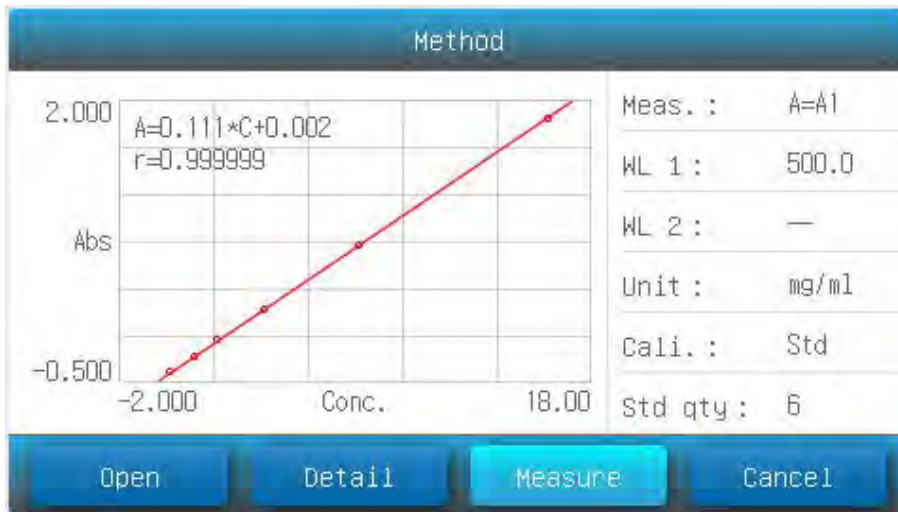 Method
2.000
A=0.111*C+0.002
r=0.999999
Abs
-0.500
-2.000 Conc. 18.00
Meas. : A=A1
WL 1 : 500.0
WL 2 : —
Unit : mg/ml
Cali. : Std
Std qty : 6
Open Detail Measure Cancel